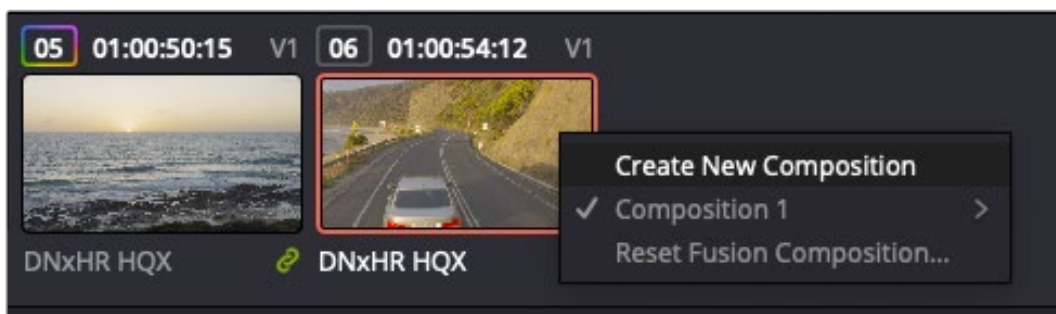 05 01:00:50:15 V1 06 01:00:54:12 V1
Create New Composition
Composition 1
Reset Fusion Composition...
DNxHR HQX DNxHR HQX